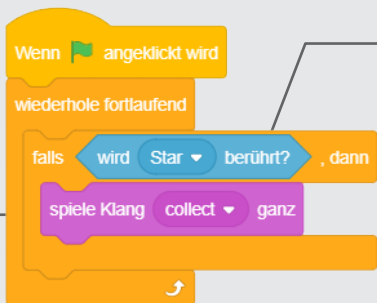 Wenn angeklickt wird
wiederhole fortlaufend
falls wird Star berührt? , dann
spiele Klang collect ganz